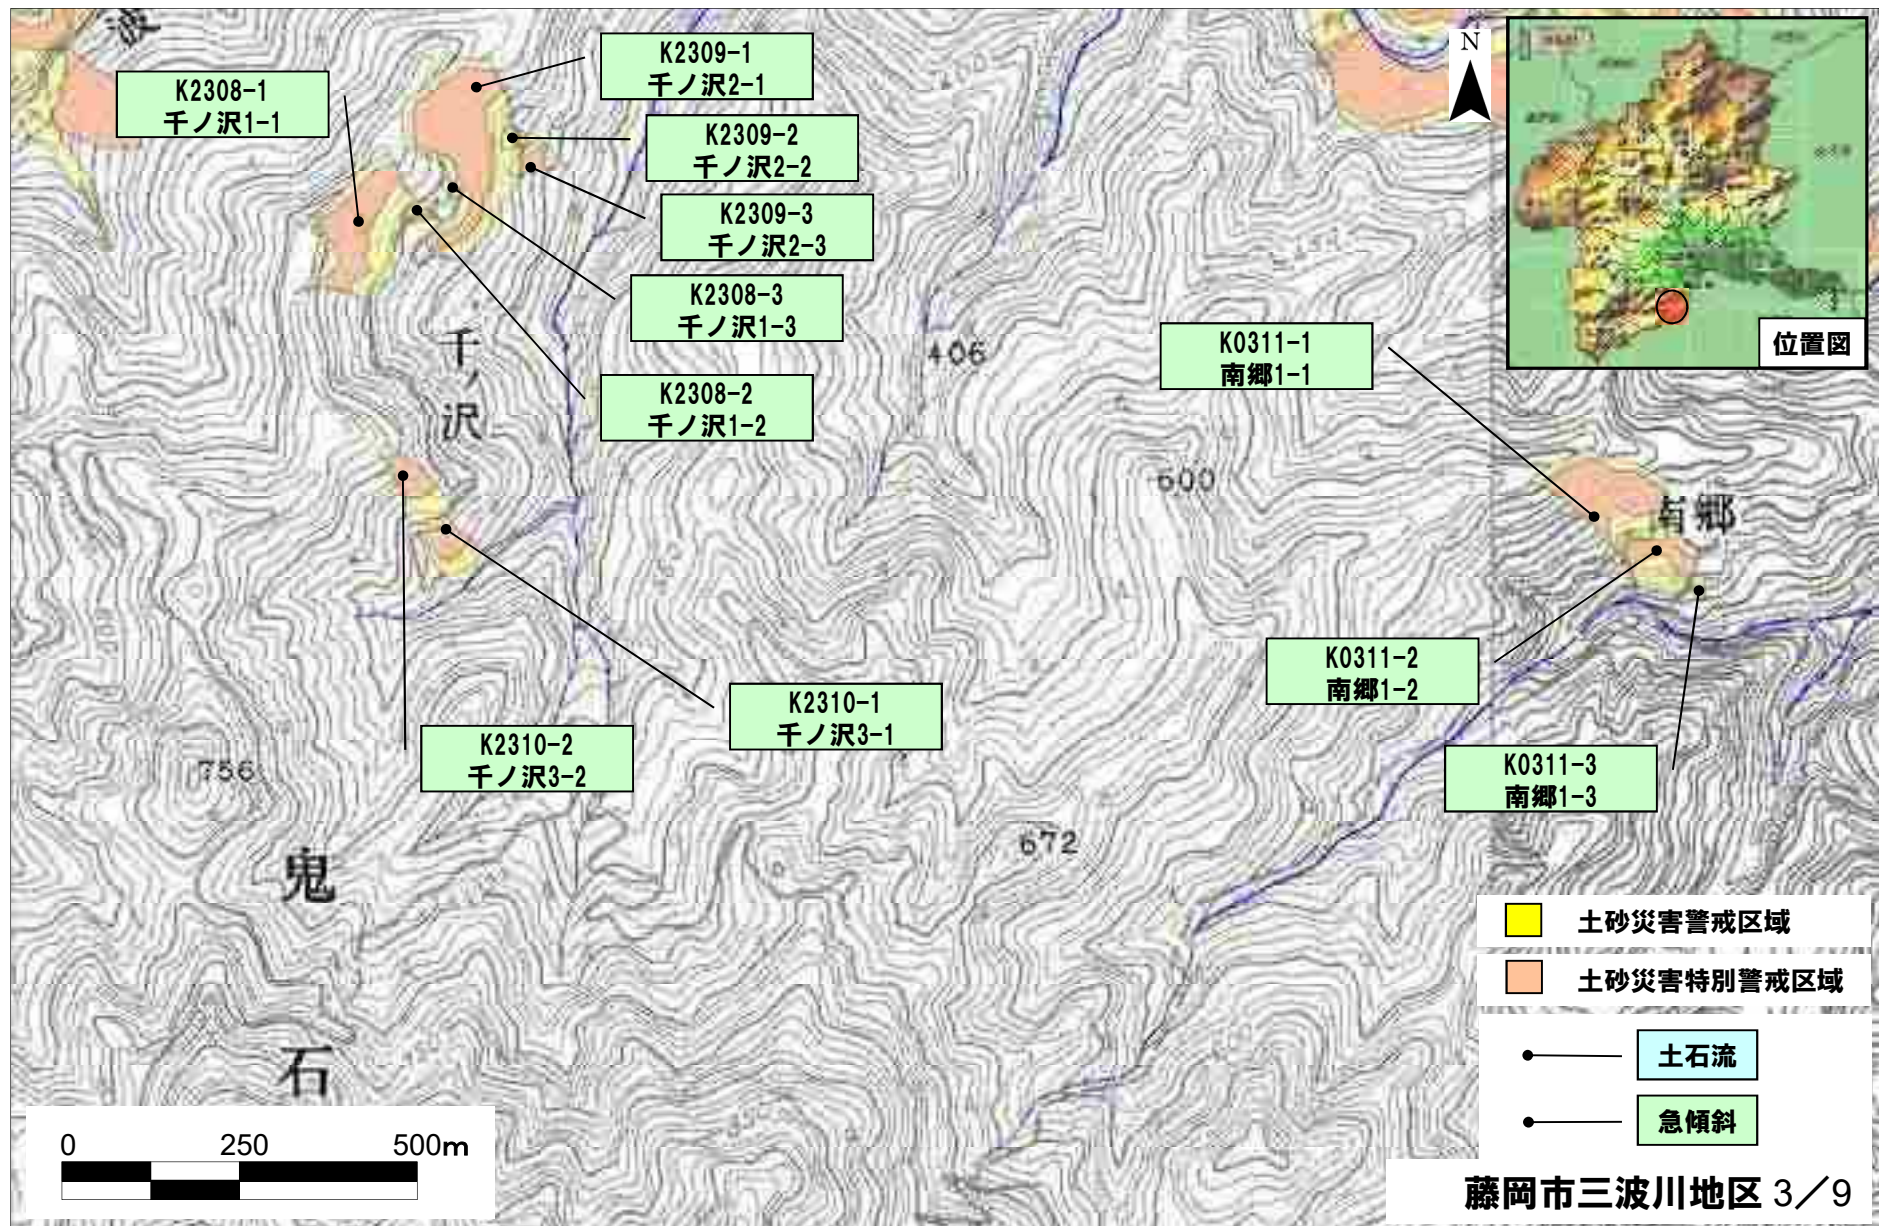 波
K2309-1
千ノ沢2-1
K2308-1
千ノ沢1-1
K2309-2
千ノ沢2-2
K2309-3
千ノ沢2-3
K2308-3
千ノ沢1-3
K2308-2
千ノ沢1-2
千ノ沢
406
600
N
位置図
K0311-1
南郷1-1
南郷
K0311-2
南郷1-2
K0311-3
南郷1-3
K2310-1
千ノ沢3-1
K2310-2
千ノ沢3-2
756
672
鬼
石
土砂災害警戒区域
土砂災害特別警戒区域
土石流
急傾斜
0 250 500m
藤岡市三波川地区 3／9